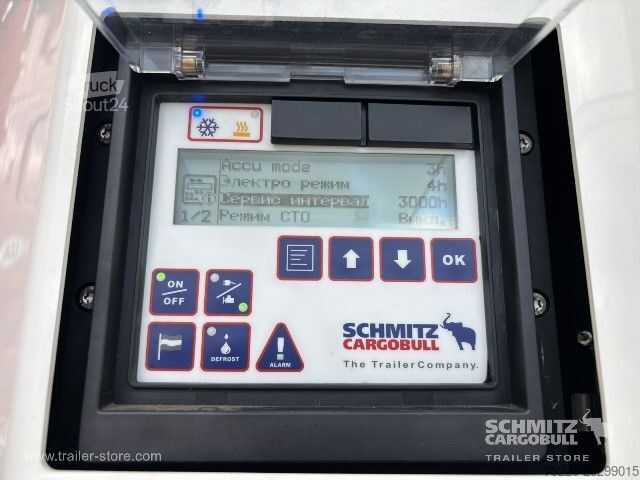 Truck
Scout24
Accu mode 3h
Электро режим 4h
Сервис интервал 3000h
1/2 Режим СТО Выкл.
OK
ON
OFF
DEFROST
ALARM
SCHMITZ
CARGOBULL
The TrailerCompany.
www.trailer-store.com
SCHMITZ
CARGOBULL
TRAILER STORE